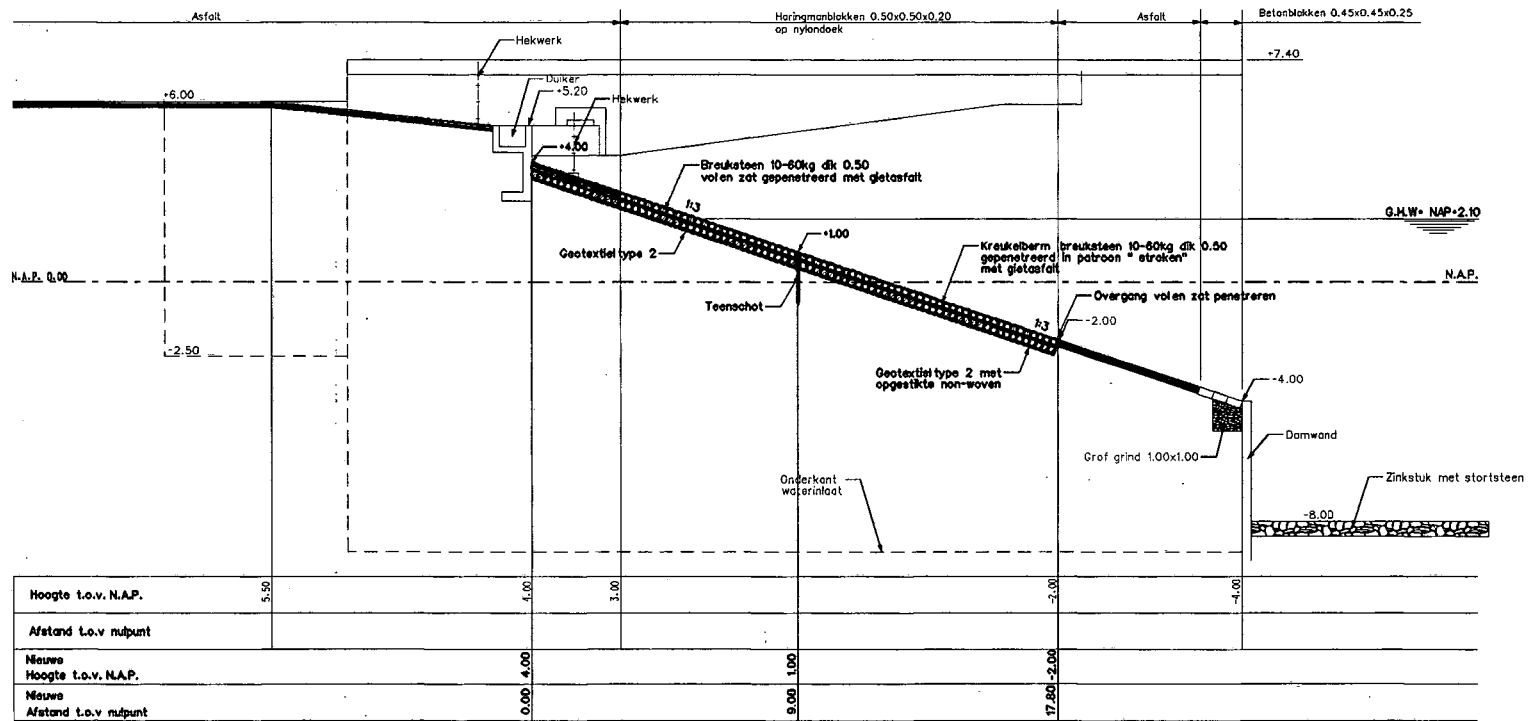 Asfalt
Haringmanblokken 0.50x0.50x0.20
op nylondoek
Asfalt
Betonblokken 0.45x0.45x0.25
Hekwerk
+7.40
Duiker
+6.00
+5.20
Hekwerk
+4.00
Breuksteen 10-60kg dik 0.50
vol en zat gepenetreerd met gietasfalt
1:3
G.H.W= NAP+2.10
+1.00
Geotextiel type 2
Kreukelberm breuksteen 10-60kg dik 0.50
gepenetreerd in patroon " stroken"
met gietasfalt
N.A.P. 0.00
N.A.P.
Teenschot
Overgang vol en zat penetreren
1:3
-2.00
-2.50
Geotextiel type 2 met
opgestikte non-woven
-4.00
Damwand
Grof grind 1.00x1.00
Onderkant
waterinlaat
Zinkstuk met stortsteen
-8.00
Hoogte t.o.v. N.A.P.
5.50
4.00
3.00
-2.00
-4.00
Afstand t.o.v nulpunt
Nieuwe
Hoogte t.o.v. N.A.P.
4.00
1.00
-2.00
Nieuwe
Afstand t.o.v nulpunt
0.00
9.00
17.80